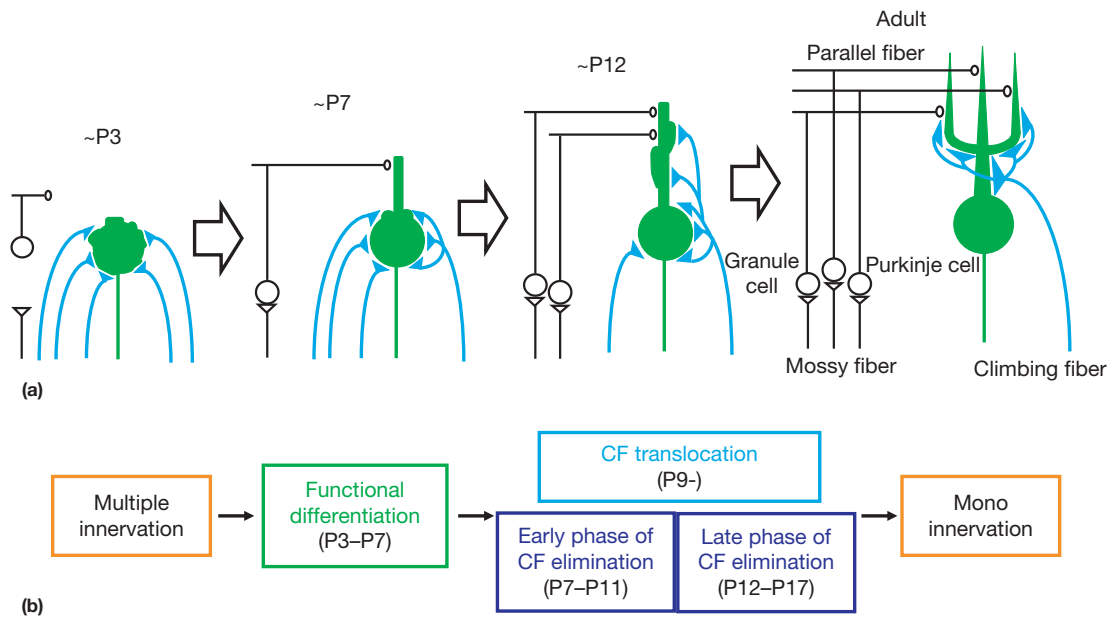 ~P3
~P7
~P12
Adult
Parallel fiber
Granule
cell
Purkinje cell
Mossy fiber
Climbing fiber
(a)
Multiple
innervation
Functional
differentiation
(P3–P7)
CF translocation
(P9-)
Early phase of
CF elimination
(P7–P11)
Late phase of
CF elimination
(P12–P17)
Mono
innervation
(b)